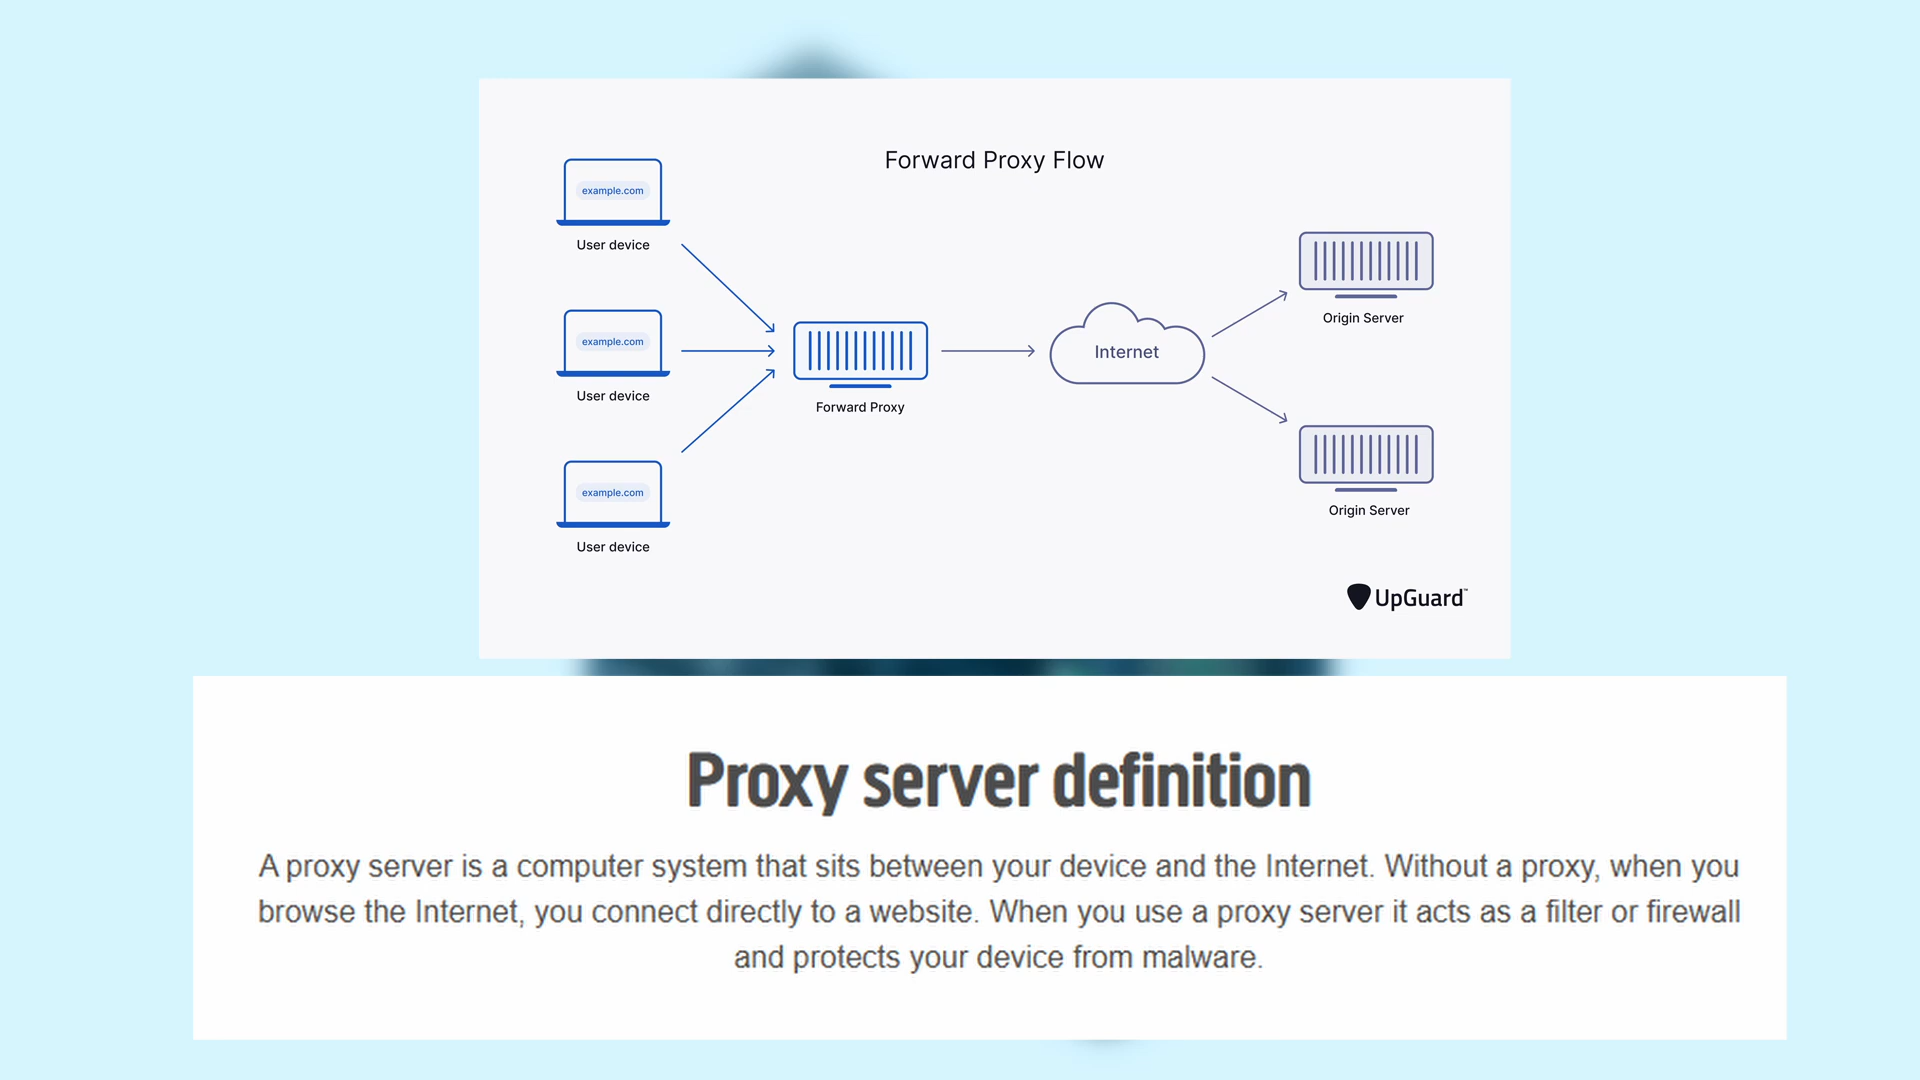 Forward Proxy Flow
example.com
User device
example.com
User device
example.com
User device
Forward Proxy
Internet
Origin Server
Origin Server
UpGuard™
Proxy server definition
A proxy server is a computer system that sits between your device and the Internet. Without a proxy, when you
browse the Internet, you connect directly to a website. When you use a proxy server it acts as a filter or firewall
and protects your device from malware.